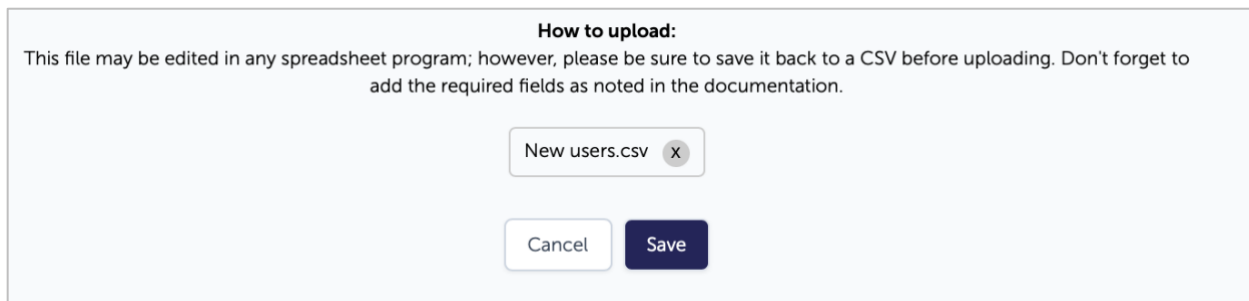 How to upload:
This file may be edited in any spreadsheet program; however, please be sure to save it back to a CSV before uploading. Don't forget to
add the required fields as noted in the documentation.
New users.csv X
Cancel Save